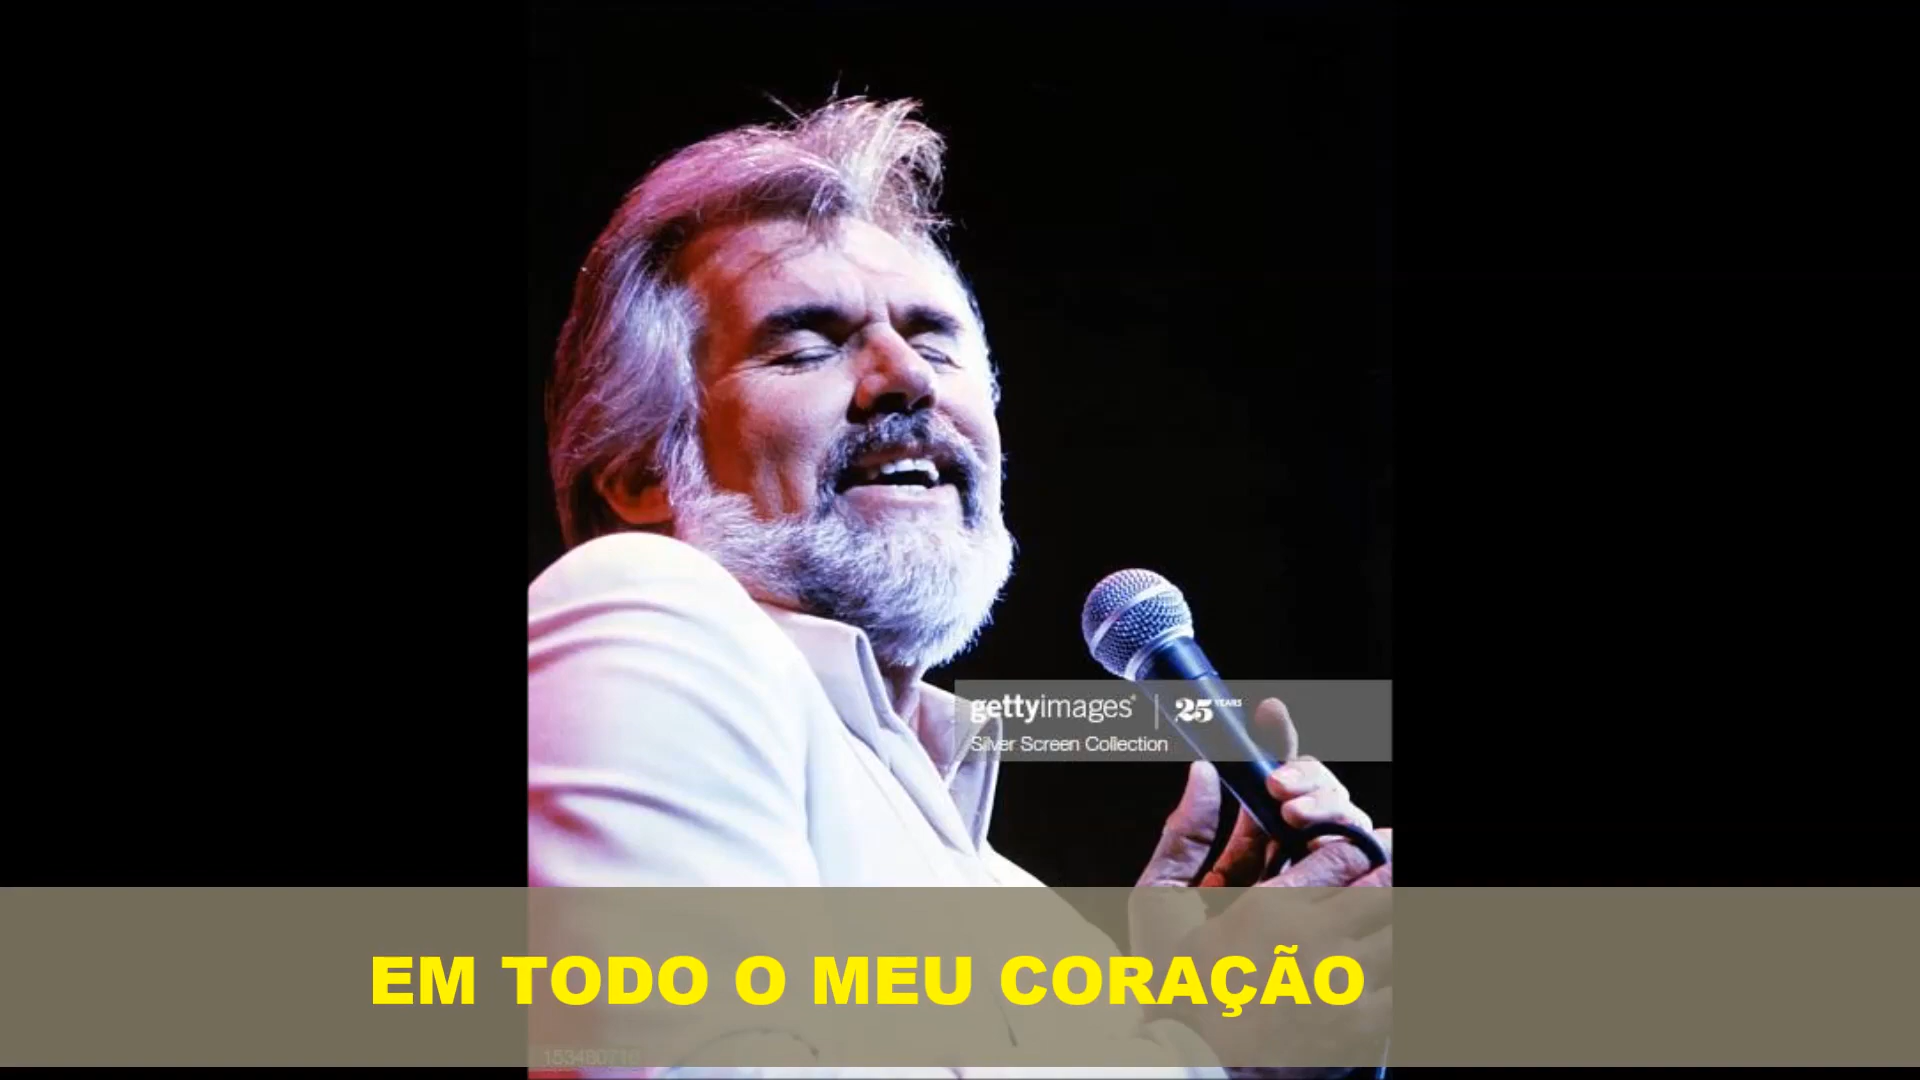 gettyimages®
25 YEARS
Silver Screen Collection
EM TODO O MEU CORAÇÃO